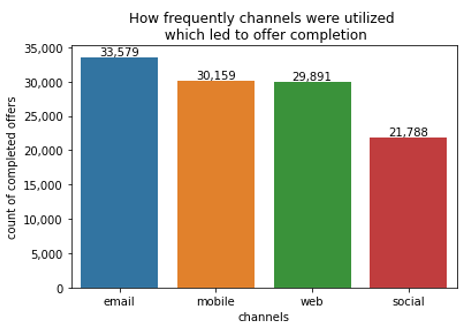 How frequently channels were utilized
which led to offer completion
count of completed offers
35,000
30,000
25,000
20,000
15,000
10,000
5,000
0
33,579
30,159
29,891
21,788
email
mobile
web
social
channels